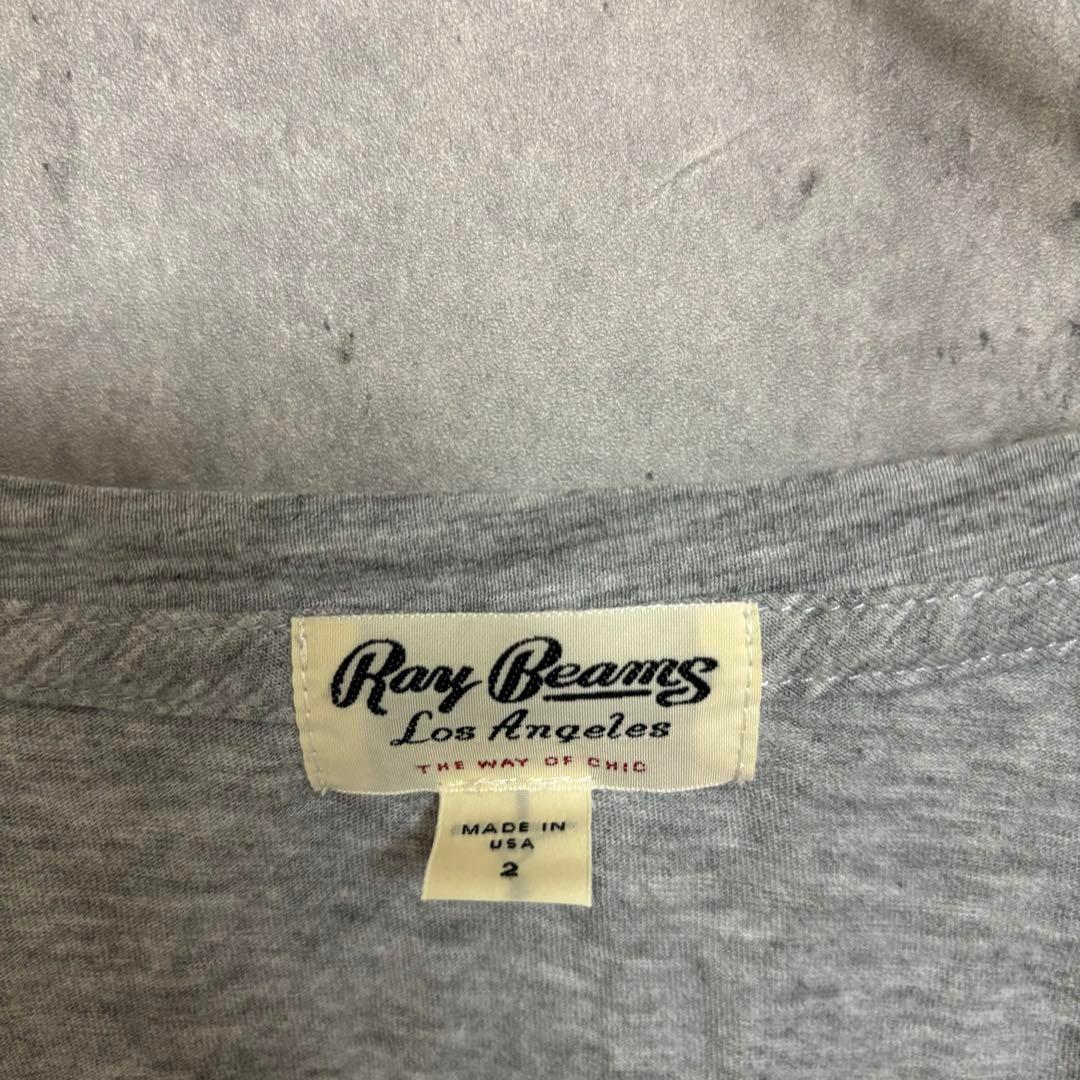 Ray Beams
Los Angeles
THE WAY OF CHIC
MADE IN
USA
2